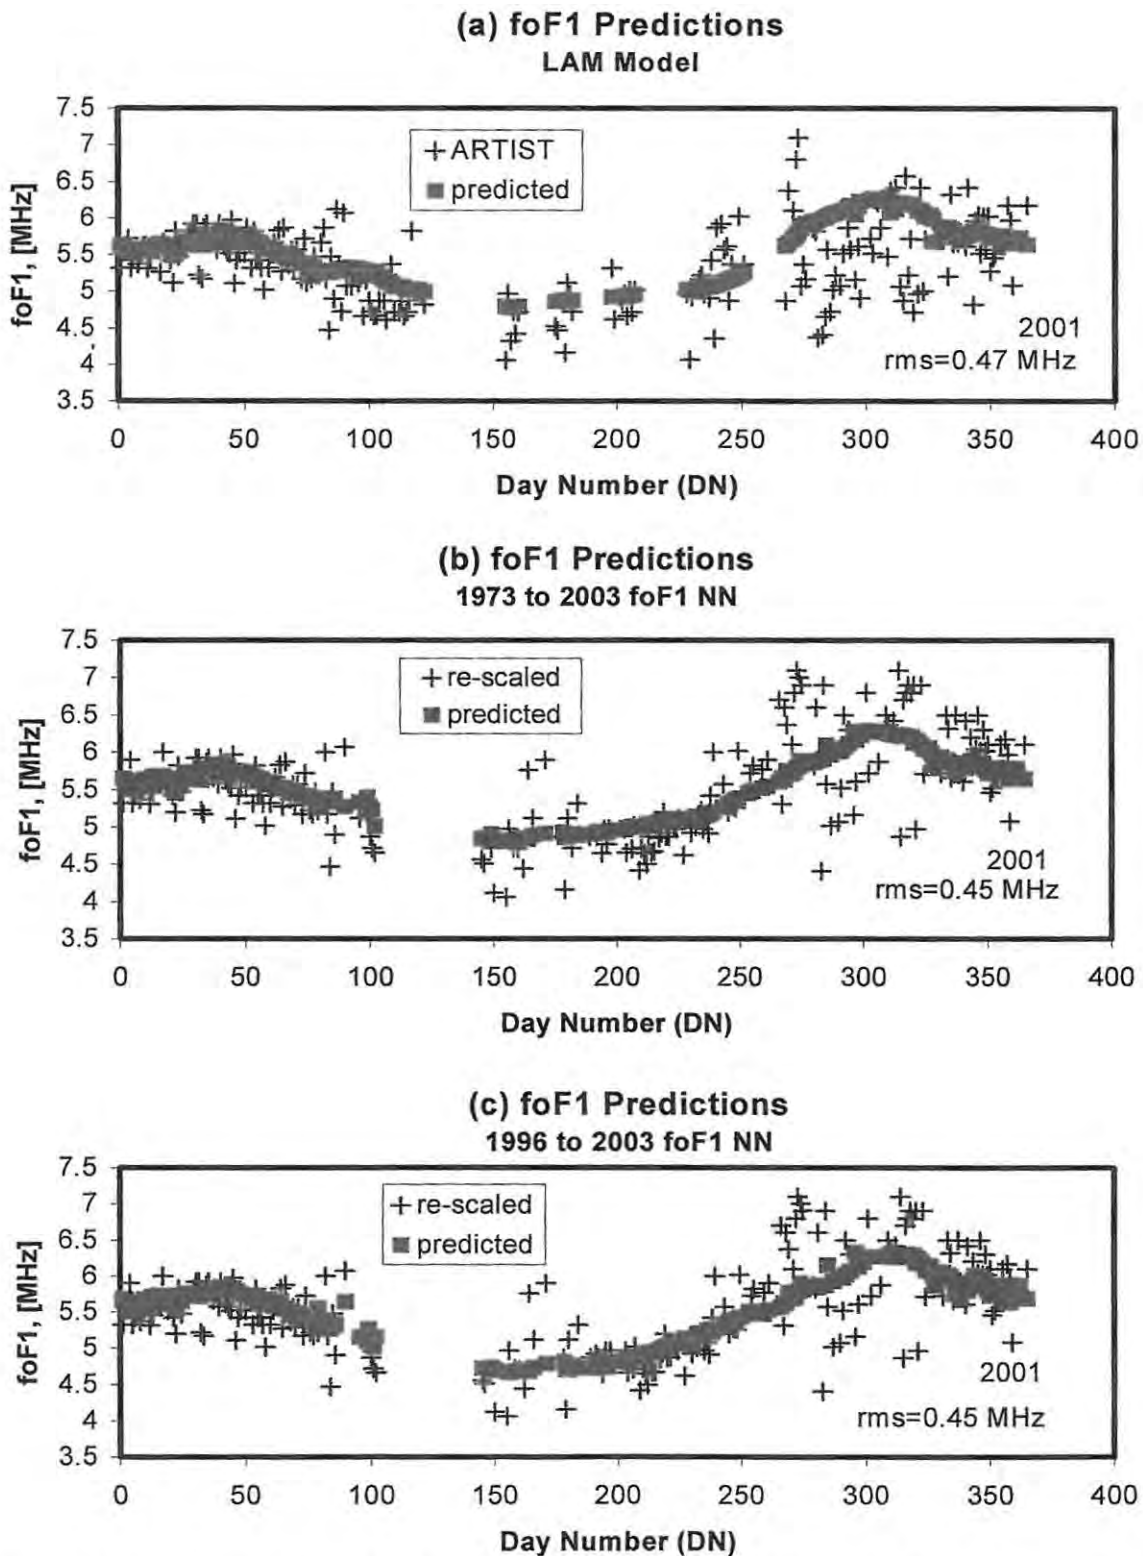 (a) foF1 Predictions
LAM Model
7.5
7
6.5
6
5.5
5
4.5
4
3.5
foF1, [MHz]
ARTIST
predicted
2001
rms=0.47 MHz
0 50 100 150 200 250 300 350 400
Day Number (DN)
(b) foF1 Predictions
1973 to 2003 foF1 NN
7.5
7
6.5
6
5.5
5
4.5
4
3.5
foF1, [MHz]
re-scaled
predicted
2001
rms=0.45 MHz
0 50 100 150 200 250 300 350 400
Day Number (DN)
(c) foF1 Predictions
1996 to 2003 foF1 NN
7.5
7
6.5
6
5.5
5
4.5
4
3.5
foF1, [MHz]
re-scaled
predicted
2001
rms=0.45 MHz
0 50 100 150 200 250 300 350 400
Day Number (DN)